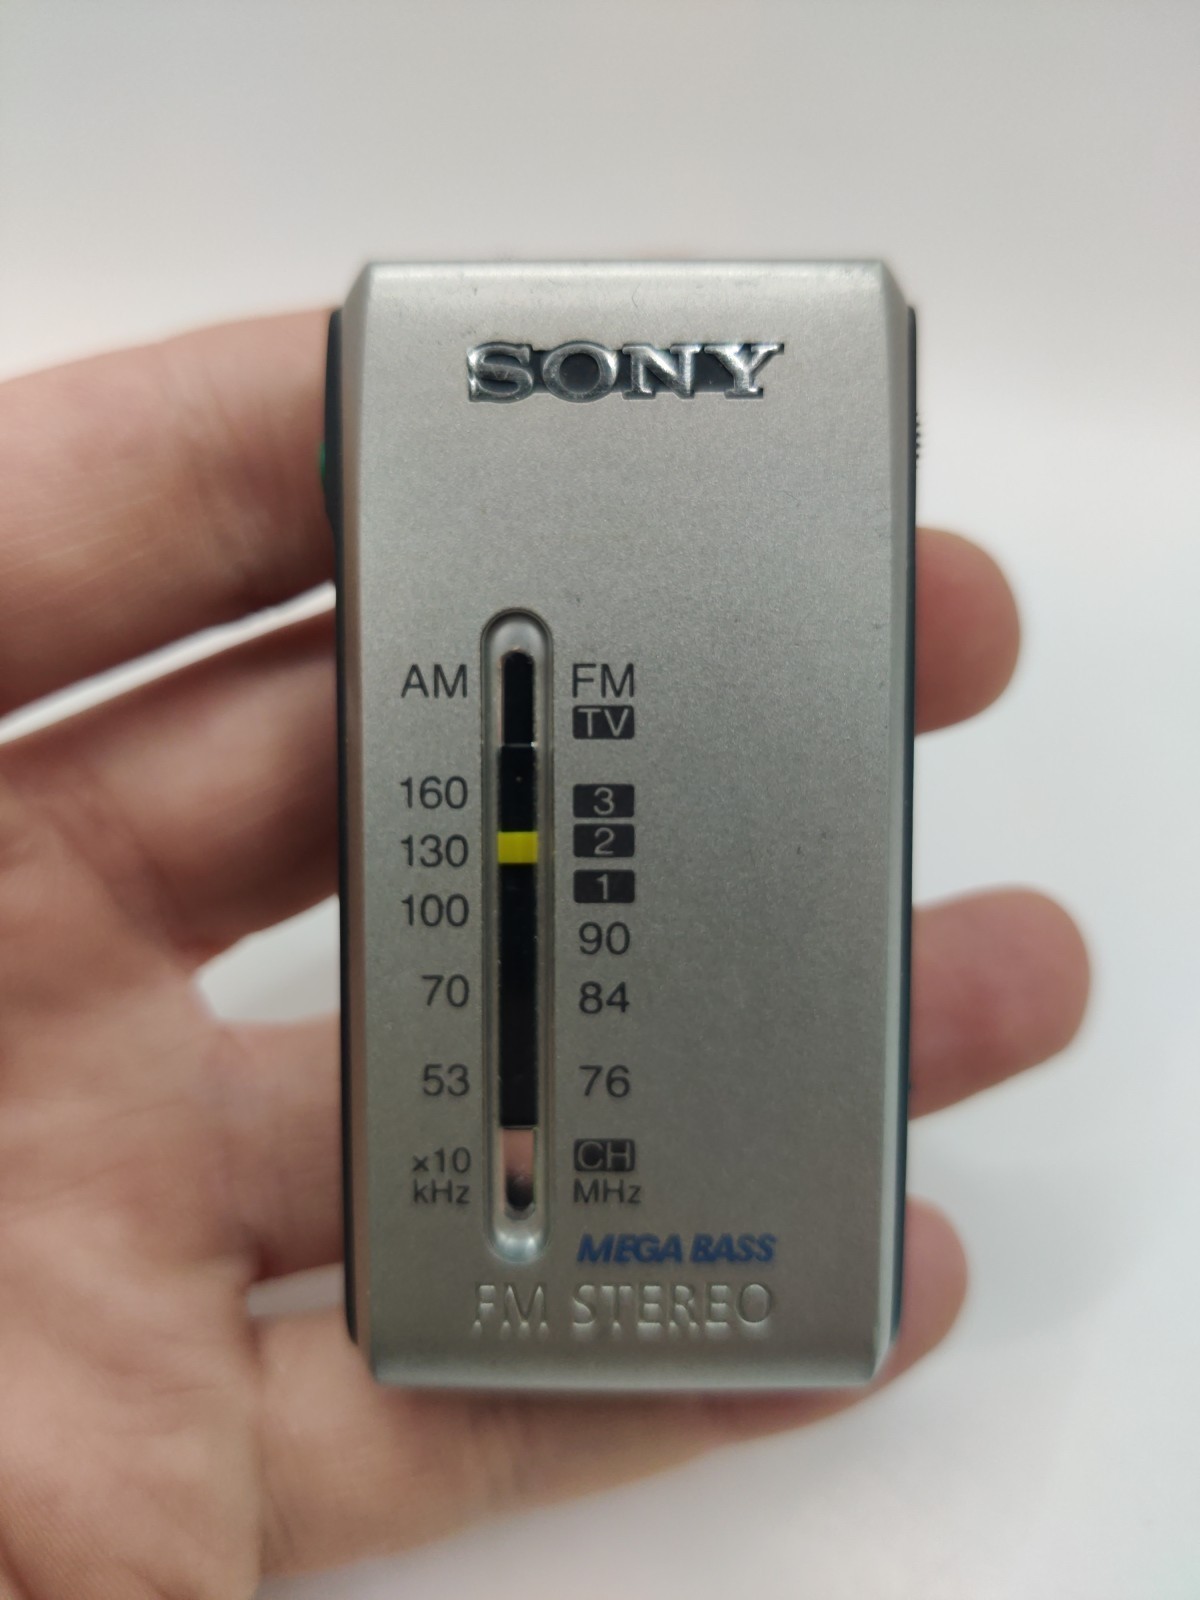 SONY
AM FM
TV
160 3
130 2
1
100
90
70 84
53 76
x10 CH
kHz MHz
MEGA BASS
FM STEREO